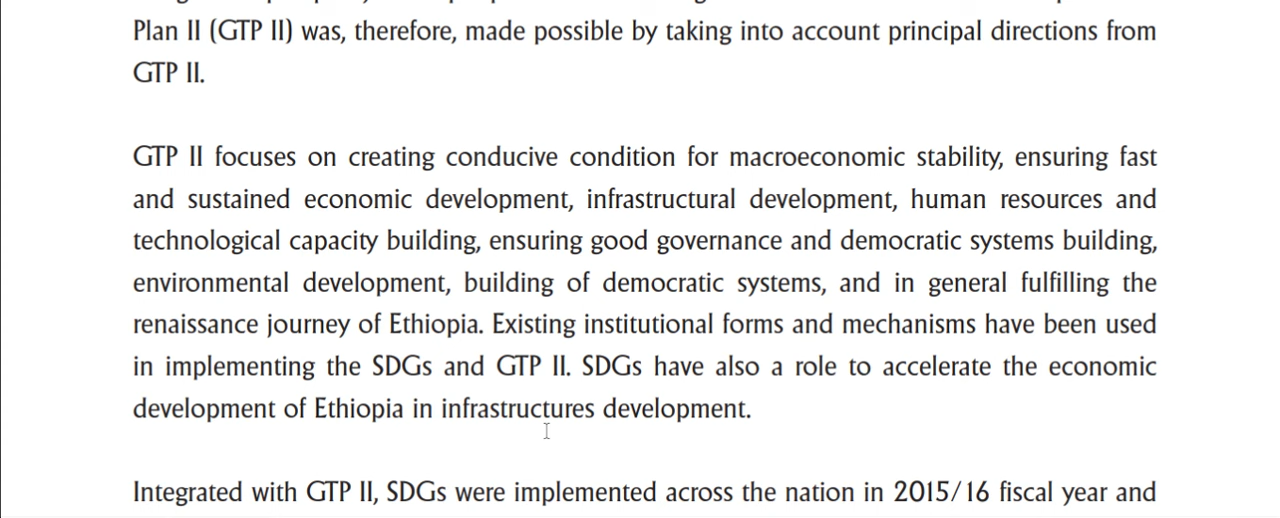 Plan II (GTP II) was, therefore, made possible by taking into account principal directions from
GTP II.
GTP II focuses on creating conducive condition for macroeconomic stability, ensuring fast
and sustained economic development, infrastructural development, human resources and
technological capacity building, ensuring good governance and democratic systems building,
environmental development, building of democratic systems, and in general fulfilling the
renaissance journey of Ethiopia. Existing institutional forms and mechanisms have been used
in implementing the SDGs and GTP II. SDGs have also a role to accelerate the economic
development of Ethiopia in infrastructures development.
Integrated with GTP II, SDGs were implemented across the nation in 2015/16 fiscal year and